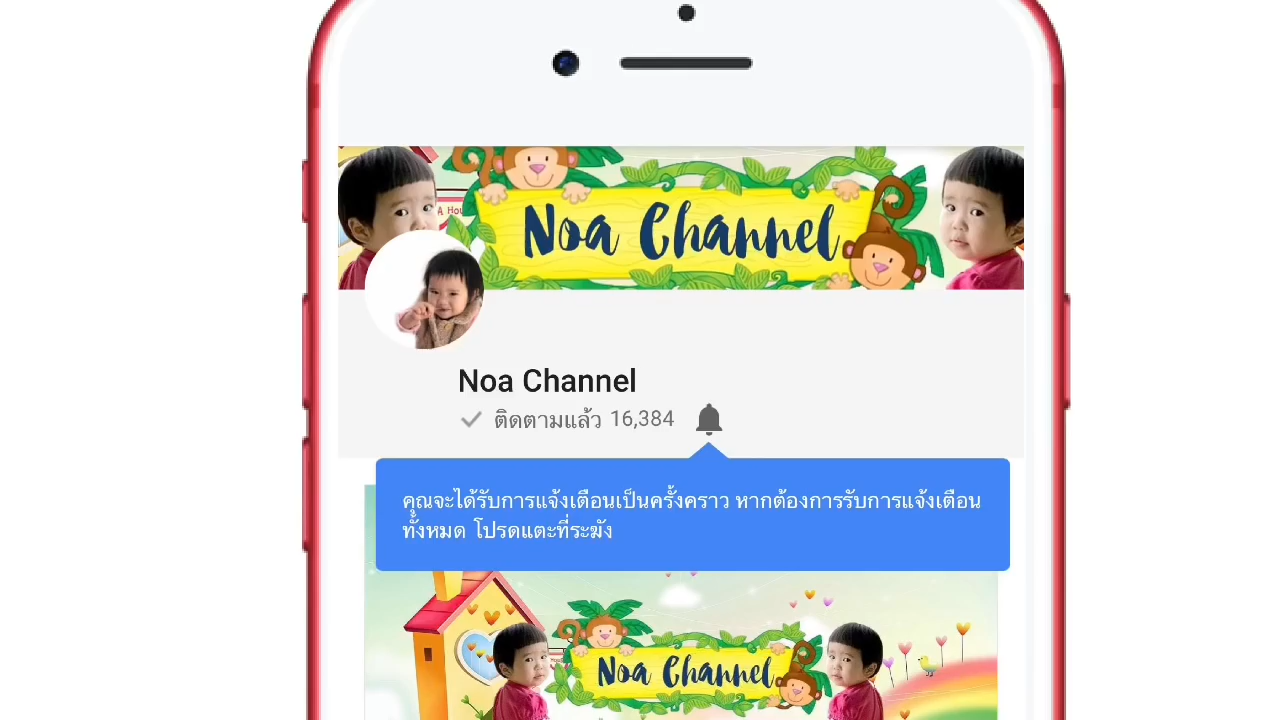 Noa Channel
Noa Channel
ติดตามแล้ว 16,384
คุณจะได้รับการแจ้งเตือนเป็นครั้งคราว หากต้องการรับการแจ้งเตือน
ทั้งหมด โปรดแตะที่ระฆัง
Noa Channel